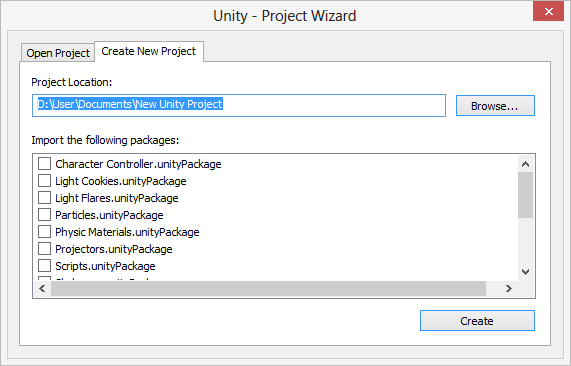 Unity - Project Wizard
Open Project
Create New Project
Project Location:
D:\User\Documents\New Unity Project
Browse...
Import the following packages:
Character Controller.unityPackage
Light Cookies.unityPackage
Light Flares.unityPackage
Particles.unityPackage
Physic Materials.unityPackage
Projectors.unityPackage
Scripts.unityPackage
Create